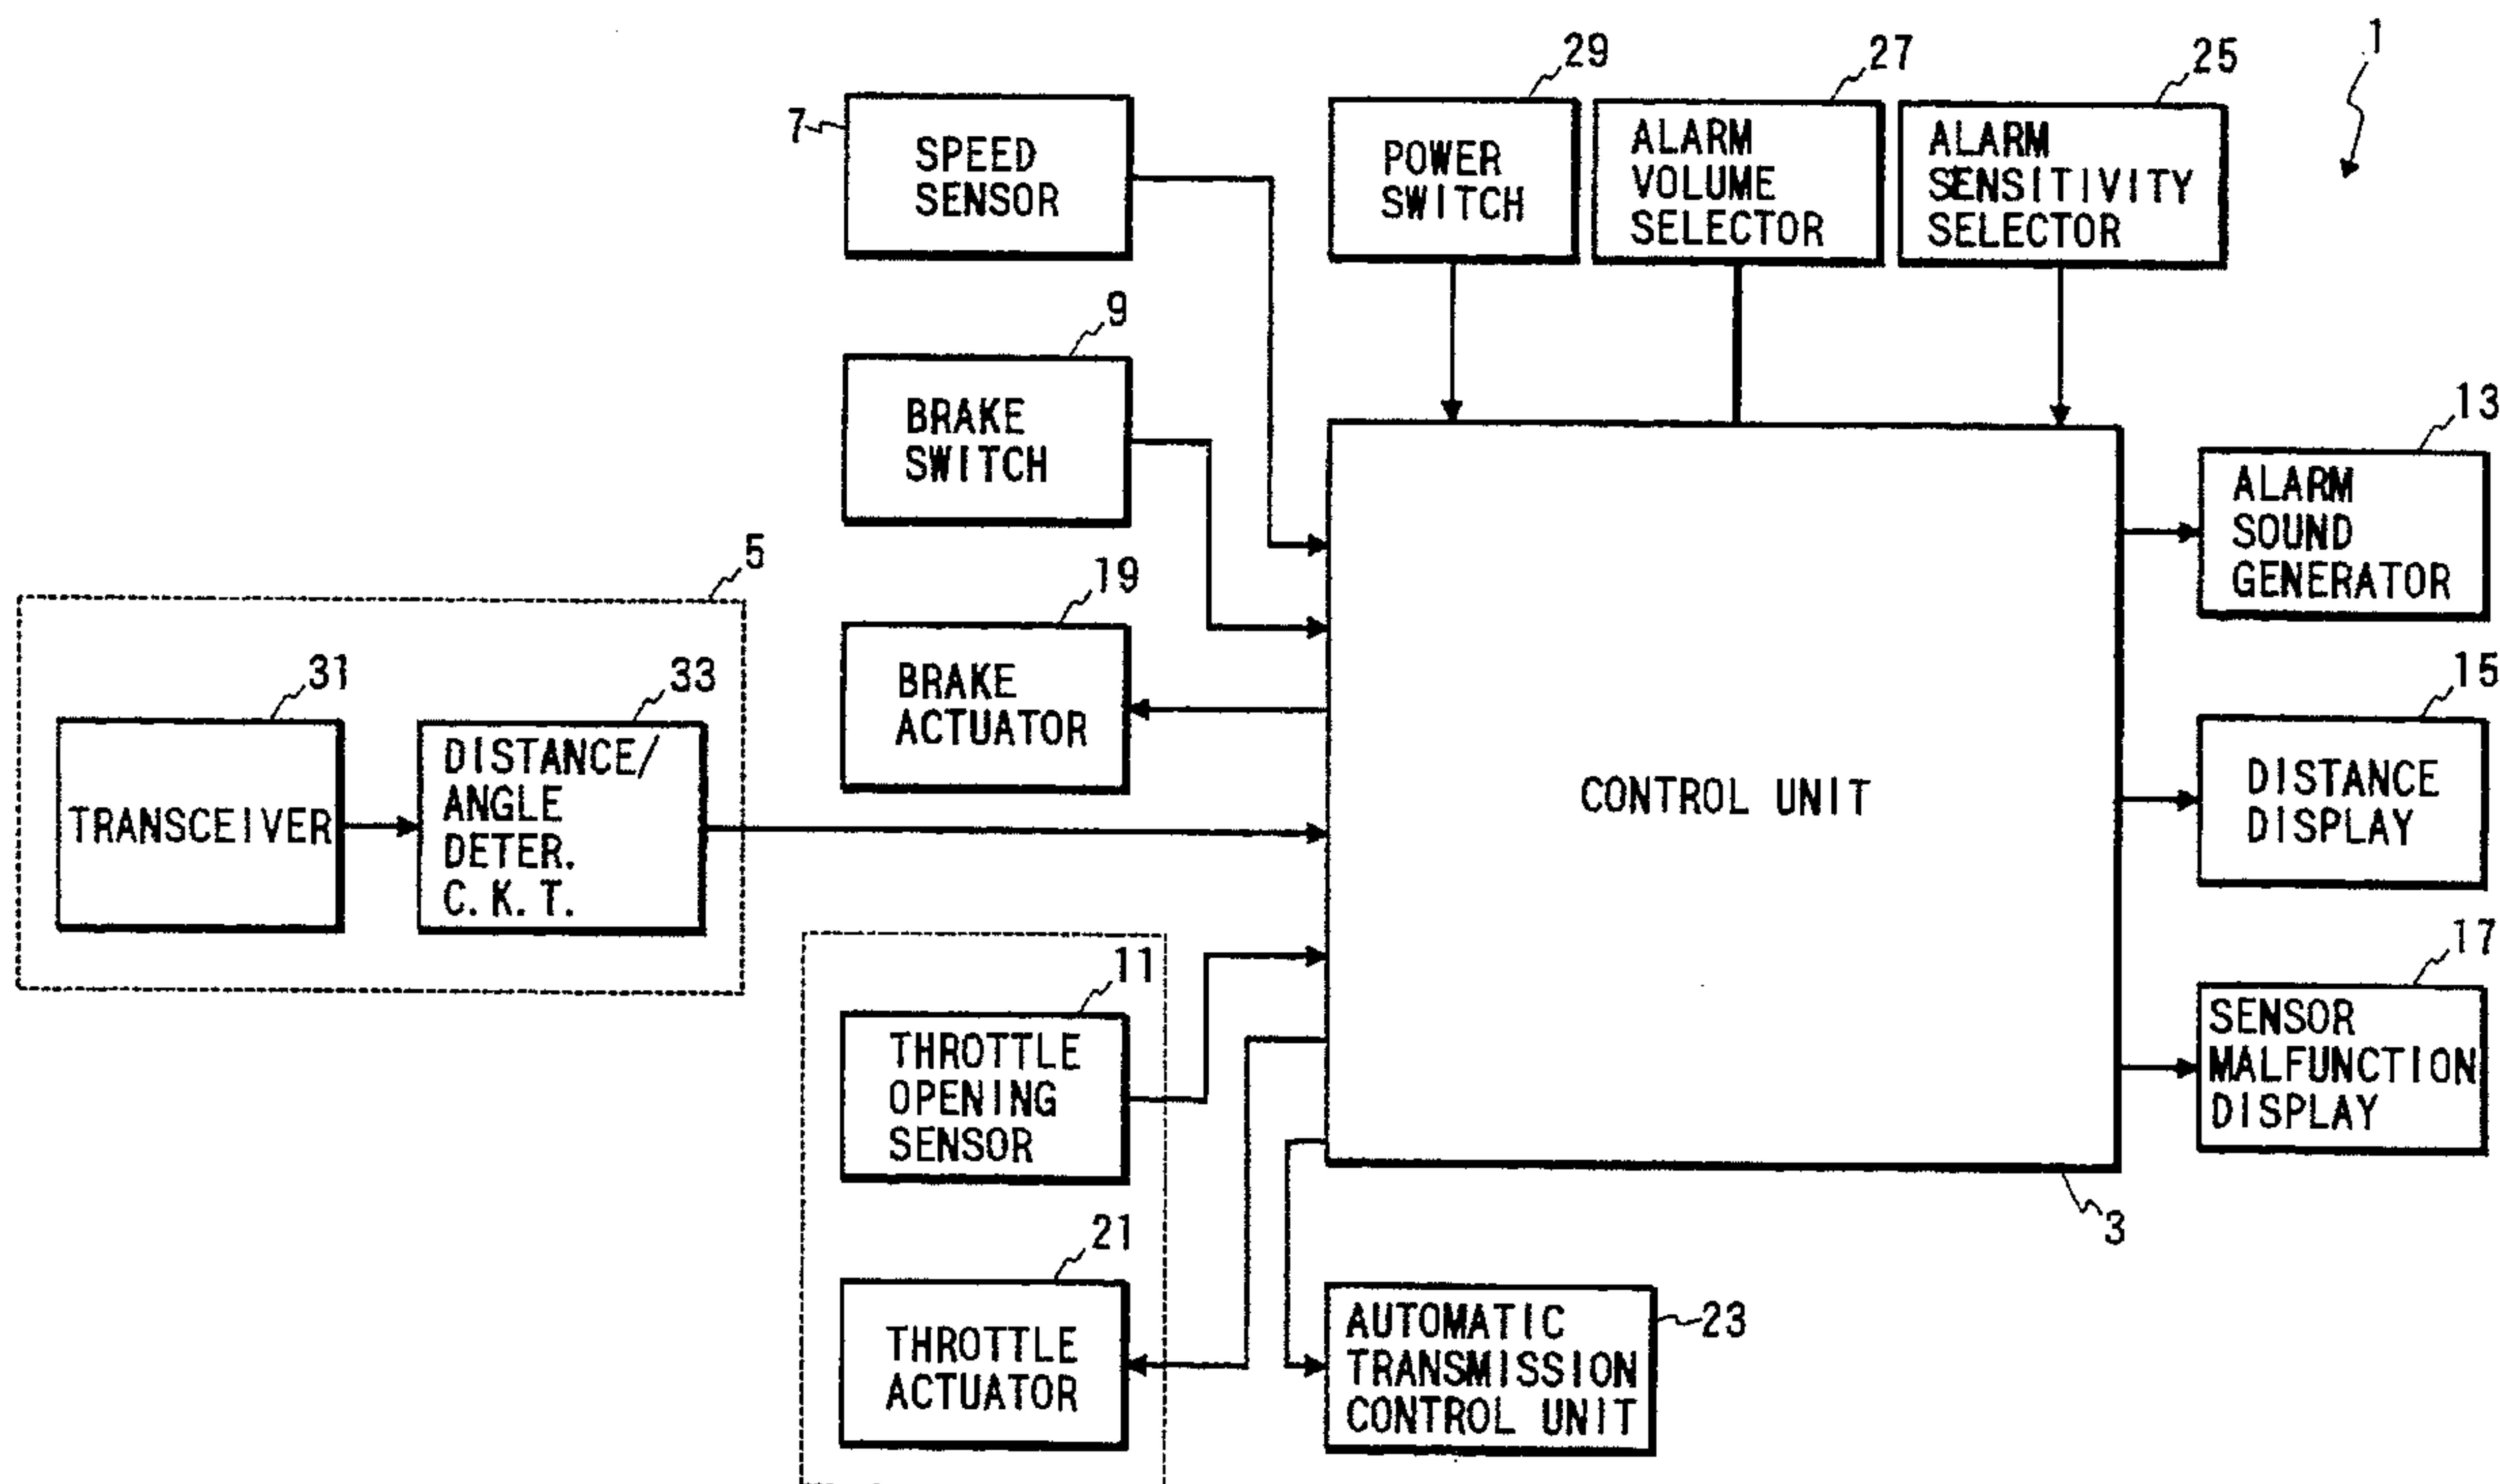 1
29
27
25
7
SPEED
SENSOR
POWER
SWITCH
ALARM
VOLUME
SELECTOR
ALARM
SENSITIVITY
SELECTOR
9
BRAKE
SWITCH
13
ALARM
SOUND
GENERATOR
5
19
BRAKE
ACTUATOR
31
TRANSCEIVER
33
DISTANCE/
ANGLE
DETER.
C.K.T.
CONTROL UNIT
15
DISTANCE
DISPLAY
11
THROTTLE
OPENING
SENSOR
17
SENSOR
MALFUNCTION
DISPLAY
3
21
THROTTLE
ACTUATOR
AUTOMATIC
TRANSMISSION
CONTROL UNIT
23